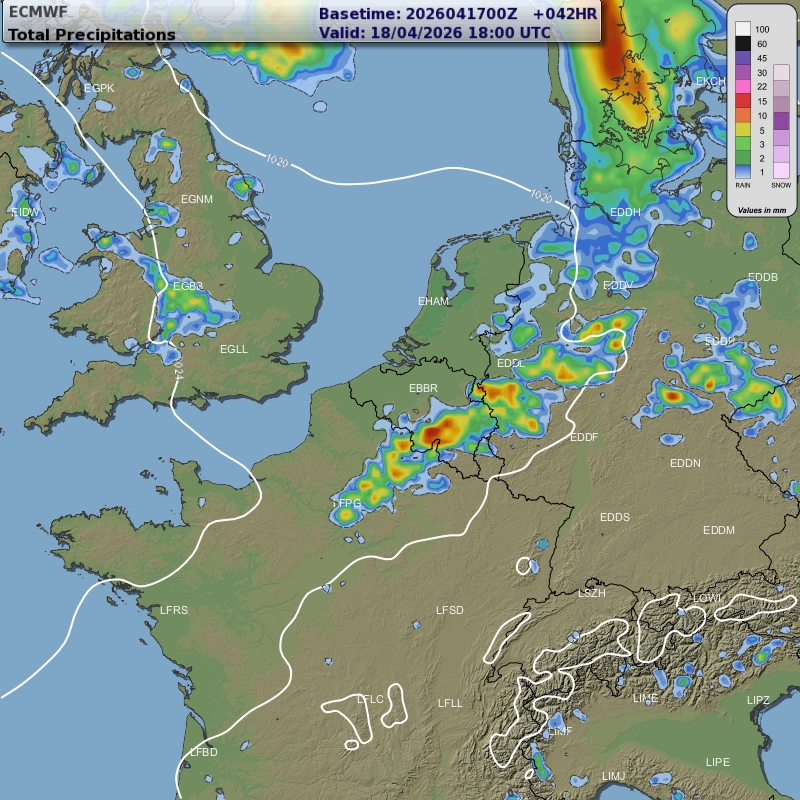 ECMWF
Total Precipitations
Basetime: 2026041700Z +042HR
Valid: 18/04/2026 18:00 UTC
100
60
45
30
22
15
10
5
3
2
1
RAIN
SNOW
Values in mm
EGPK
EKCH
1020
EIDW
EGNM
1020
EDDH
EGBB
EDDV
EDDB
EHAM
EGLL
EDDP
1024
EDDL
EBBR
EDDF
EDDN
LFPG
EDDS
EDDM
LFRS
LFSD
LSZH
LOWI
LFLC
LFLL
LIME
LIPZ
LIMF
LFBD
LIPE
LIMJ